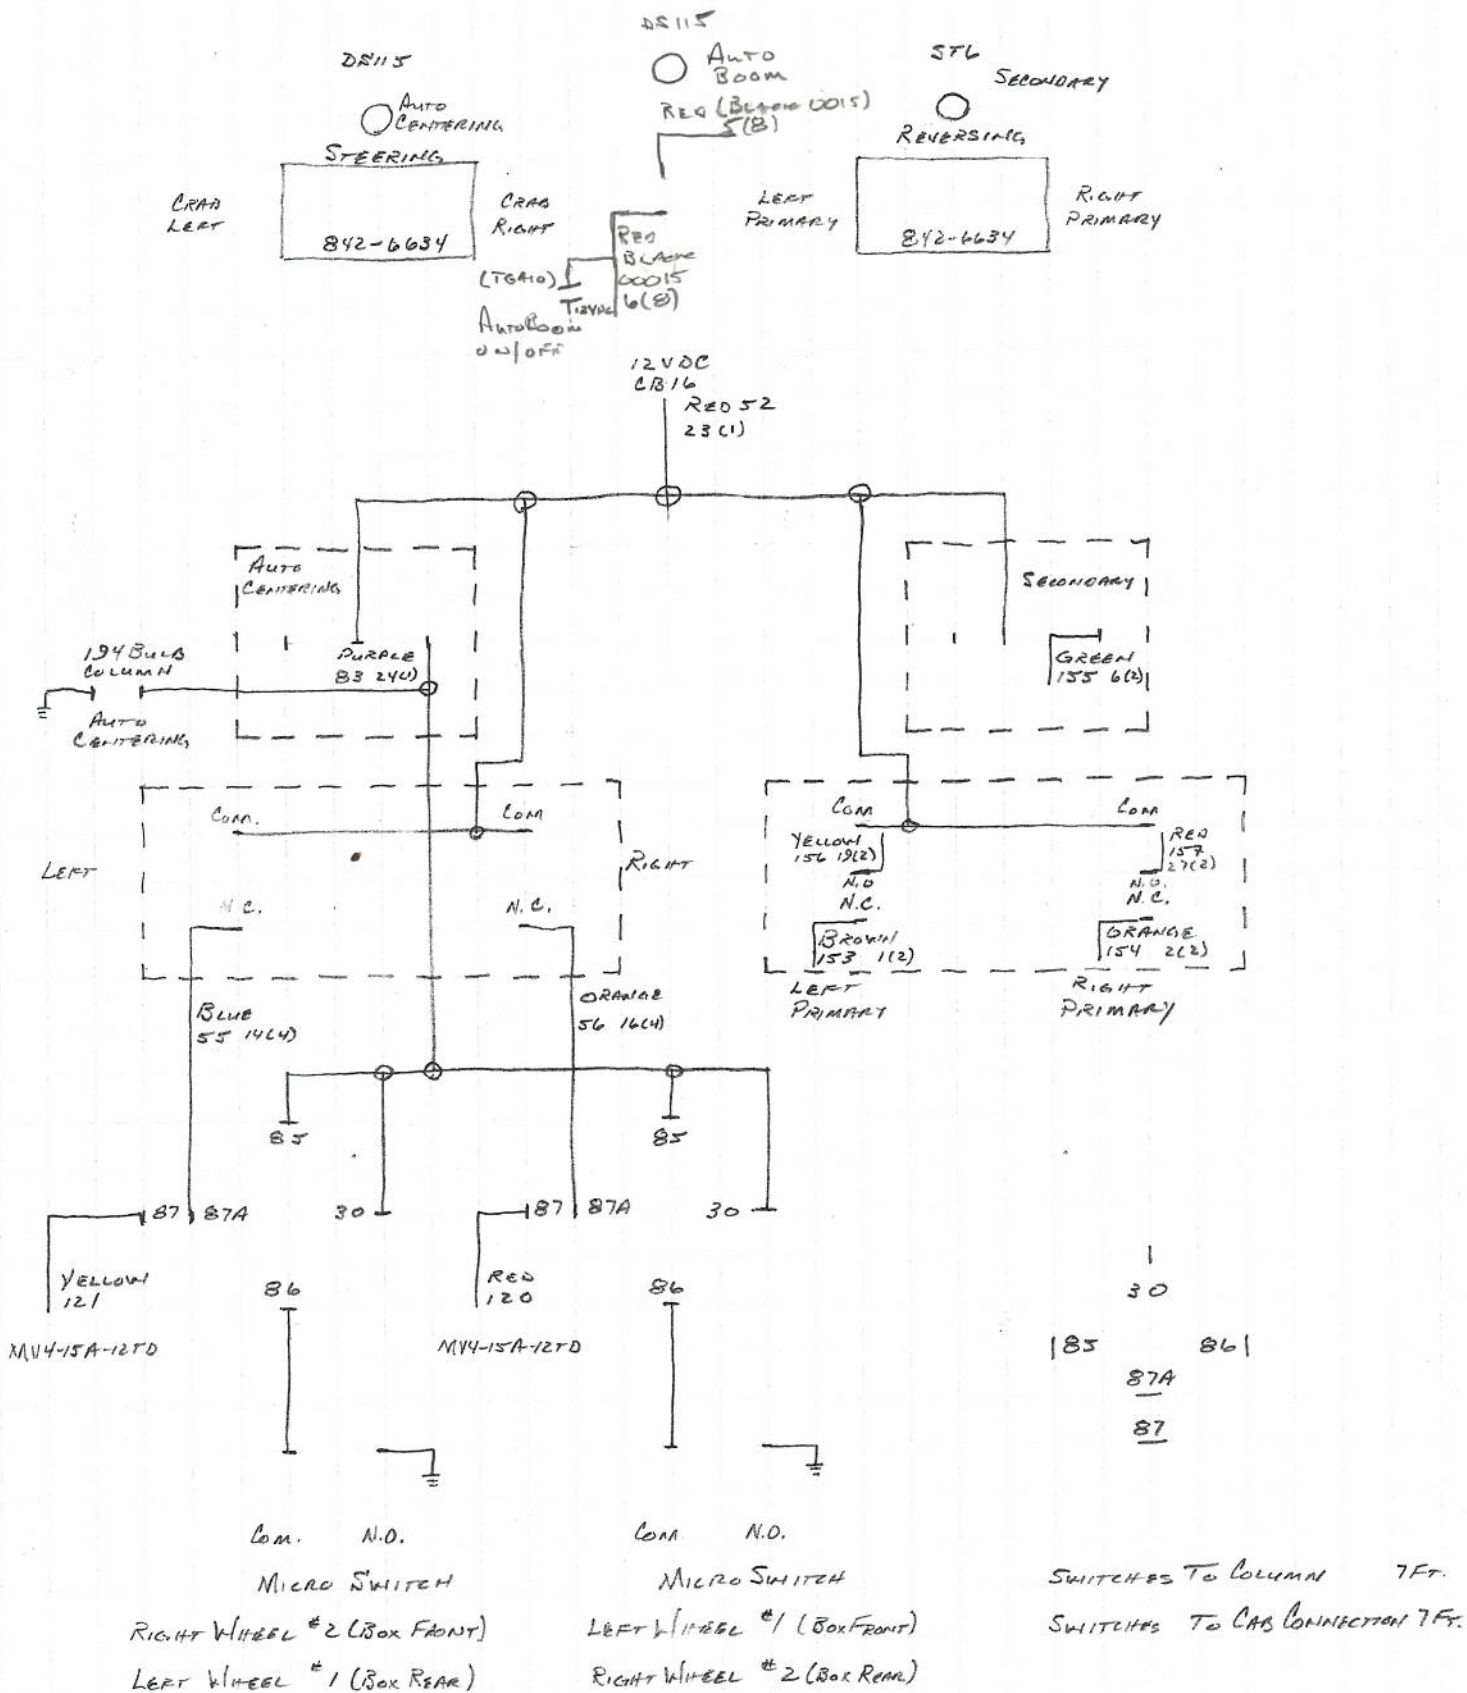 DS115
DS115
AUTO
BOOM
ST6
SECONDARY
AUTO
CENTERING
RED (BLACK 0015)
5(8)
REVERSING
STEERING
CRAB
LEFT
842-6634
CRAB
RIGHT
LEFT
PRIMARY
842-6634
RIGHT
PRIMARY
RED
BLACK
00015
6(8)
(TGA10)
12VDC
AUTO BOOM
ON/OFF
12 VDC
CB16
RED 52
23(1)
AUTO
CENTERING
SECONDARY
194 BULB
COLUMN
PURPLE
83 24(1)
GREEN
155 6(2)
AUTO
CENTERING
COM.
COM
COM
COM
LEFT
RIGHT
YELLOW
156 19(2)
RED
157
27(2)
N.O
N.C.
N.O.
N.C.
N.C.
N.C.
BROWN
153 1(2)
ORANGE
154 2(2)
LEFT
PRIMARY
RIGHT
PRIMARY
BLUE
55 14(4)
ORANGE
56 16(4)
85
85
87 87A
30
87 87A
30
YELLOW
121
86
RED
120
86
30
MV4-15A-12TD
MV4-15A-12TD
85
86
87A
87
COM. N.O.
COM N.O.
MICRO SWITCH
MICRO SWITCH
SWITCHES TO COLUMN 7FT.
RIGHT WHEEL #2 (BOX FRONT)
LEFT WHEEL #1 (BOX FRONT)
SWITCHES TO CAB CONNECTION 7FT.
LEFT WHEEL #1 (BOX REAR)
RIGHT WHEEL #2 (BOX REAR)